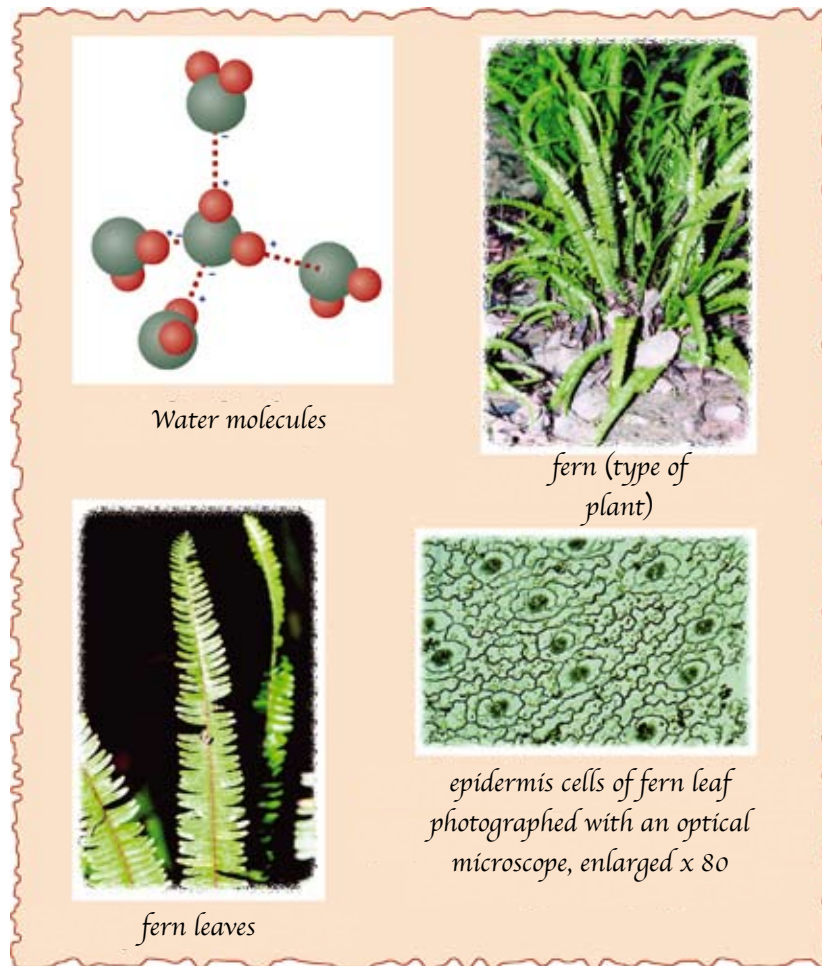 Water molecules
fern (type of
plant)
fern leaves
epidermis cells of fern leaf
photographed with an optical
microscope, enlarged x 80